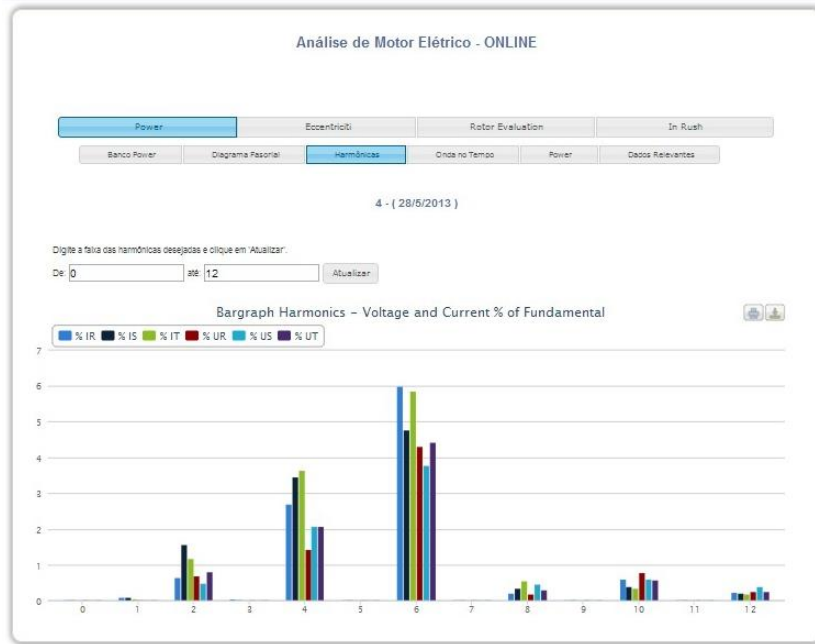 Análise de Motor Elétrico - ONLINE
Power Eccentriciti Rotor Evaluation In Rush
Banco Power Diagrama Fasorial Harmônicas Onda no Tempo Power Dados Relevantes
4 - ( 28/5/2013 )
Digite a faixa das harmônicas desejadas e clique em 'Atualizar'.
De: 0 até: 12 Atualizar
Bargraph Harmonics - Voltage and Current % of Fundamental
% IR % IS % IT % UR % US % UT
7
6
5
4
3
2
1
0
0 1 2 3 4 5 6 7 8 9 10 11 12